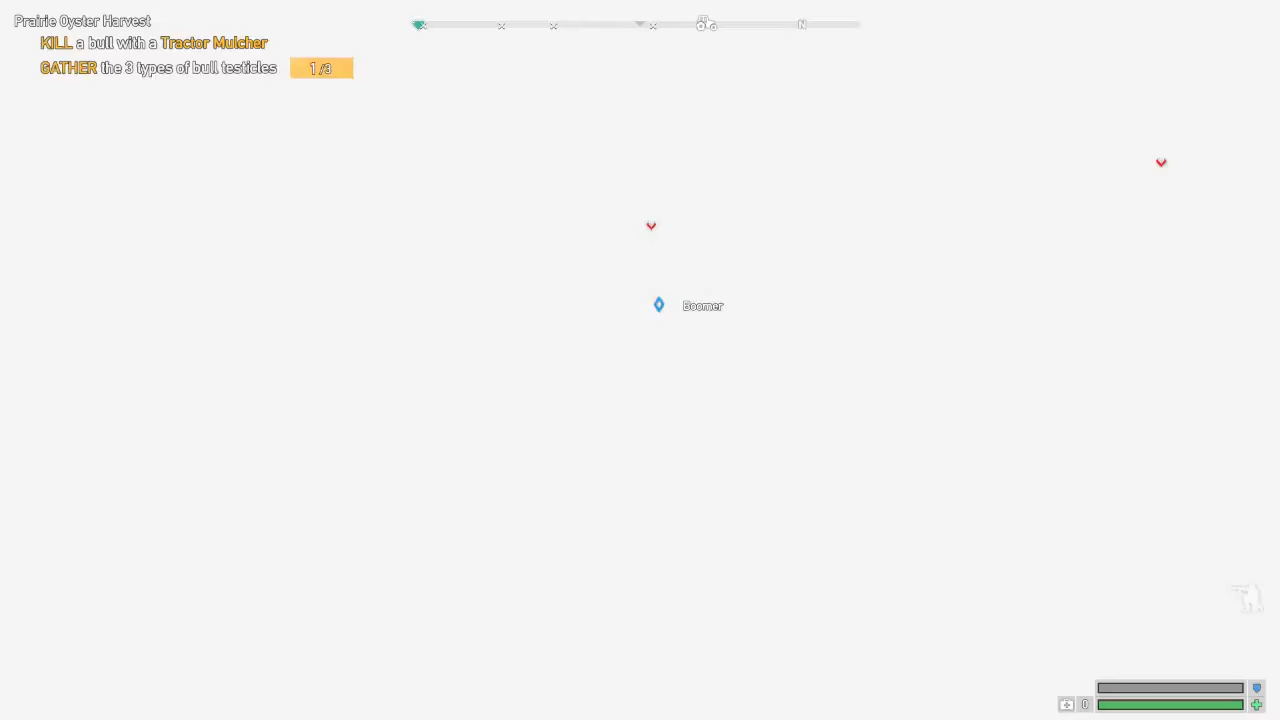 Prairie Oyster Harvest
KILL a bull with a Tractor Mulcher
GATHER the 3 types of bull testicles 1/3
N
Boomer
0